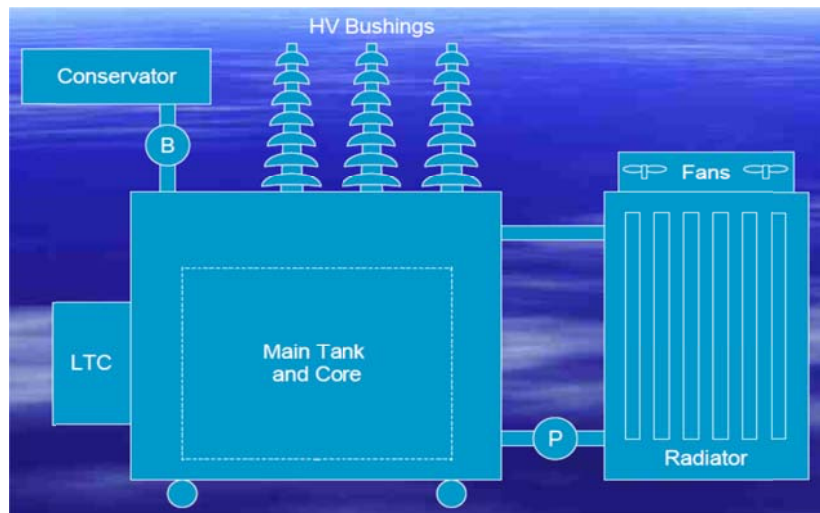 HV Bushings
Conservator
B
Fans
LTC
Main Tank
and Core
P
Radiator